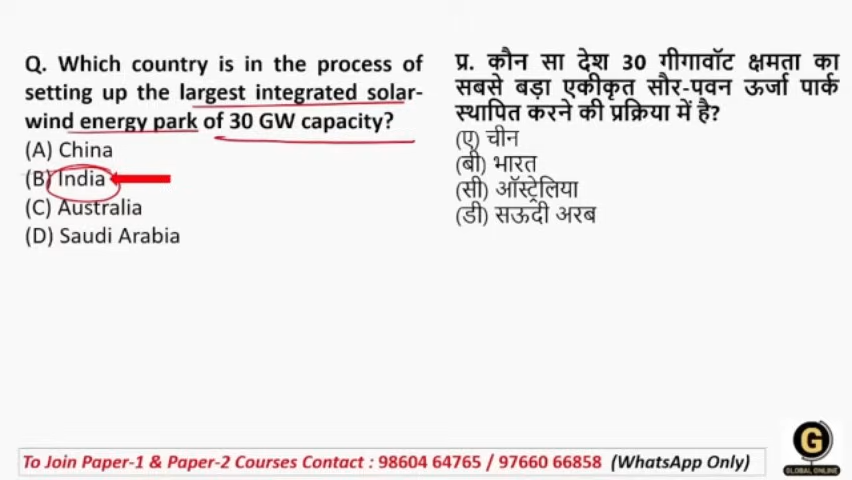 Q. Which country is in the process of
setting up the largest integrated solar-
wind energy park of 30 GW capacity?
(A) China
(B) India
(C) Australia
(D) Saudi Arabia
प्र. कौन सा देश 30 गीगावॉट क्षमता का
सबसे बड़ा एकीकृत सौर-पवन ऊर्जा पार्क
स्थापित करने की प्रक्रिया में है?
(ए) चीन
(बी) भारत
(सी) ऑस्ट्रेलिया
(डी) सऊदी अरब
To Join Paper-1 & Paper-2 Courses Contact : 98604 64765 / 97660 66858 (WhatsApp Only)
G
GLOBAL ONLINE